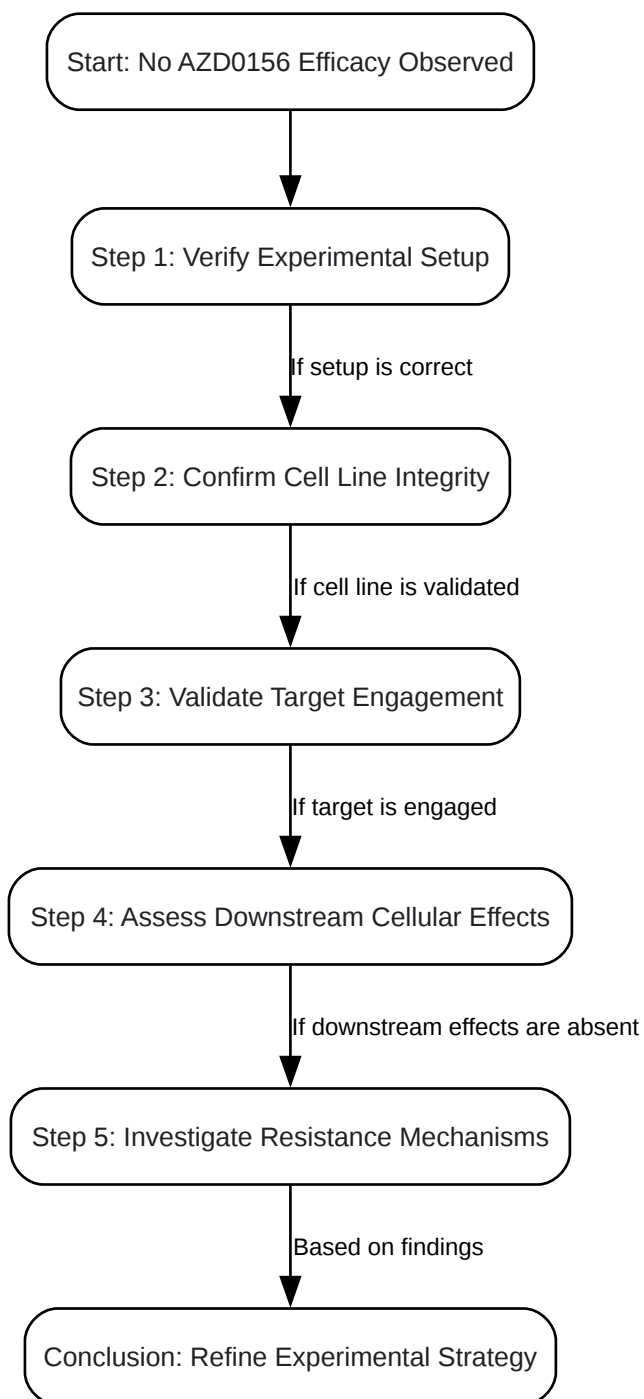 Start: No AZD0156 Efficacy Observed
Step 1: Verify Experimental Setup
If setup is correct
Step 2: Confirm Cell Line Integrity
If cell line is validated
Step 3: Validate Target Engagement
If target is engaged
Step 4: Assess Downstream Cellular Effects
If downstream effects are absent
Step 5: Investigate Resistance Mechanisms
Based on findings
Conclusion: Refine Experimental Strategy